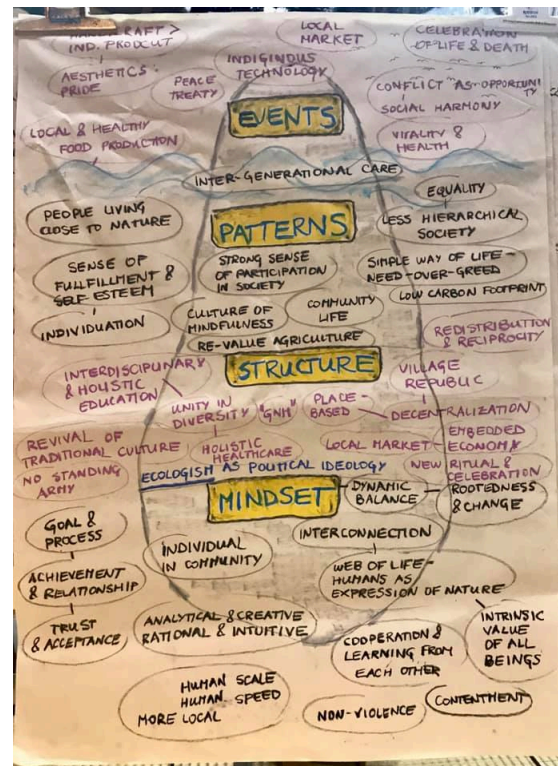 HANDICRAFT >
IND. PRODCUT
LOCAL
MARKET
CELEBRATION
OF LIFE & DEATH
AESTHETICS -
PRIDE
PEACE
TREATY
INDIGINOUS
TECHNOLOGY
CONFLICT AS OPPORTUNITY
SOCIAL HARMONY
EVENTS
LOCAL & HEALTHY
FOOD PRODUCTION
VITALITY &
HEALTH
INTER-GENERATIONAL CARE
EQUALITY
PEOPLE LIVING
CLOSE TO NATURE
PATTERNS
LESS HIERARCHICAL
SOCIETY
SENSE OF
FULLFILLMENT &
SELF ESTEEM
STRONG SENSE
OF PARTICIPATION
IN SOCIETY
SIMPLE WAY OF LIFE -
NEED-OVER-GREED
LOW CARBON FOOTPRINT
INDIVIDUATION
CULTURE OF
MINDFULNESS
COMMUNITY
LIFE
RE-VALUE AGRICULTURE
REDISTRIBUTION
& RECIPROCITY
STRUCTURE
INTERDISCIPLINARY
& HOLISTIC
EDUCATION
VILLAGE
REPUBLIC
UNITY IN
DIVERSITY
"GNH"
PLACE-
BASED
DECENTRALIZATION
REVIVAL OF
TRADITIONAL CULTURE
HOLISTIC
HEALTHCARE
LOCAL MARKET
EMBEDDED
ECONOMY
NO STANDING
ARMY
ECOLOGISM AS POLITICAL IDEOLOGY
NEW RITUAL &
CELEBRATION
MINDSET
DYNAMIC
BALANCE
ROOTEDNESS
& CHANGE
GOAL &
PROCESS
INDIVIDUAL
IN COMMUNITY
INTERCONNECTION
ACHIEVEMENT
& RELATIONSHIP
WEB OF LIFE -
HUMANS AS
EXPRESSION OF NATURE
TRUST
& ACCEPTANCE
ANALYTICAL & CREATIVE
RATIONAL & INTUITIVE
COOPERATION &
LEARNING FROM
EACH OTHER
INTRINSIC
VALUE
OF ALL
BEINGS
HUMAN SCALE
HUMAN SPEED
MORE LOCAL
NON-VIOLENCE
CONTENTMENT